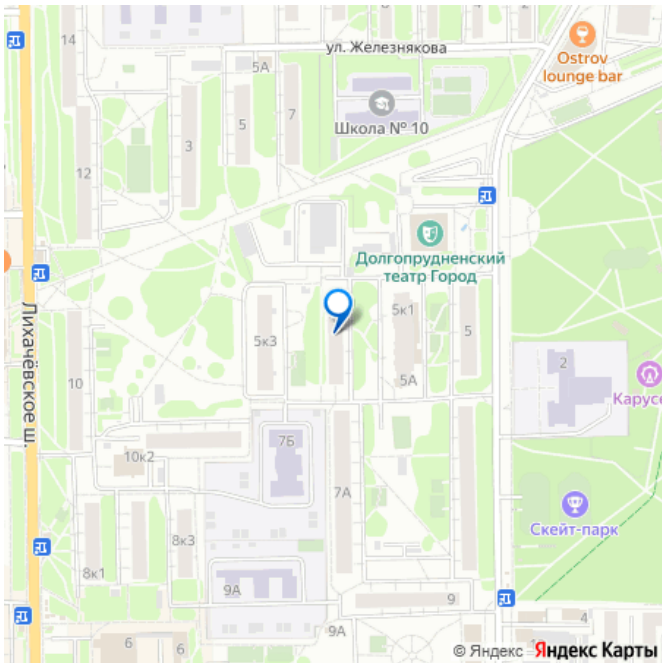 14
ул. Железнякова
Ostrov
lounge bar
5А
5
7
Школа № 10
3
12
Долгопрудненский
театр Город
5к1
5к3
5
Лихачёвское ш.
2
5А
10
Карусе
7Б
10к2
7А
Скейт-парк
8к3
8к1
9А
9
4
9А
6
6
© Яндекс Яндекс Карты